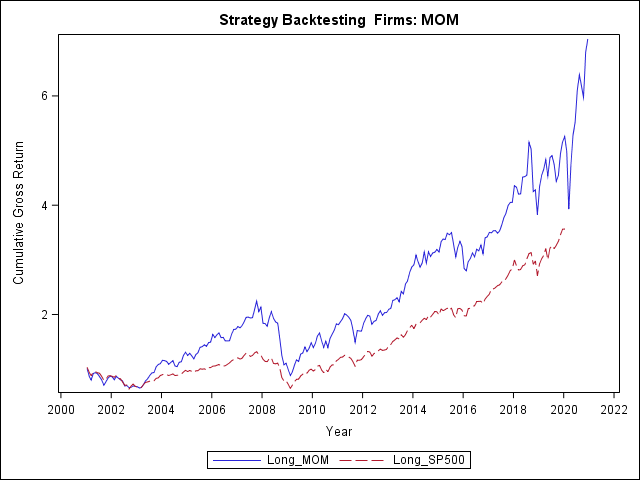 Strategy Backtesting  Firms: MOM
Cumulative Gross Return
6
4
2
2000 2002 2004 2006 2008 2010 2012 2014 2016 2018 2020 2022
Year
Long_MOM Long_SP500